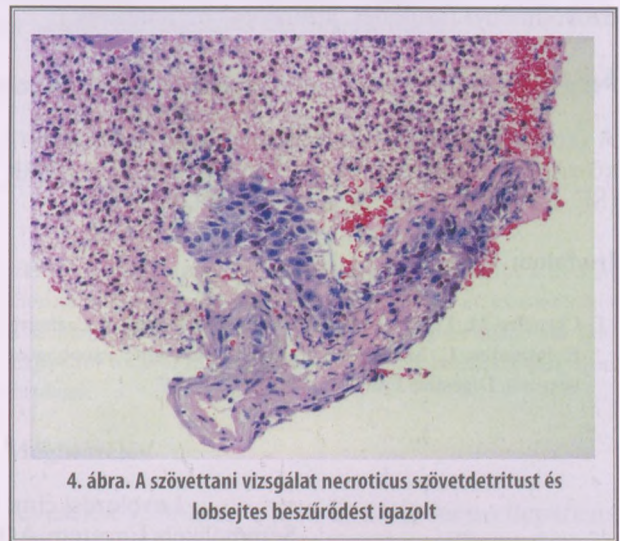 4. ábra. A szövettani vizsgálat necroticus szövetdetritust és
lobsejtes beszűrődést igazolt